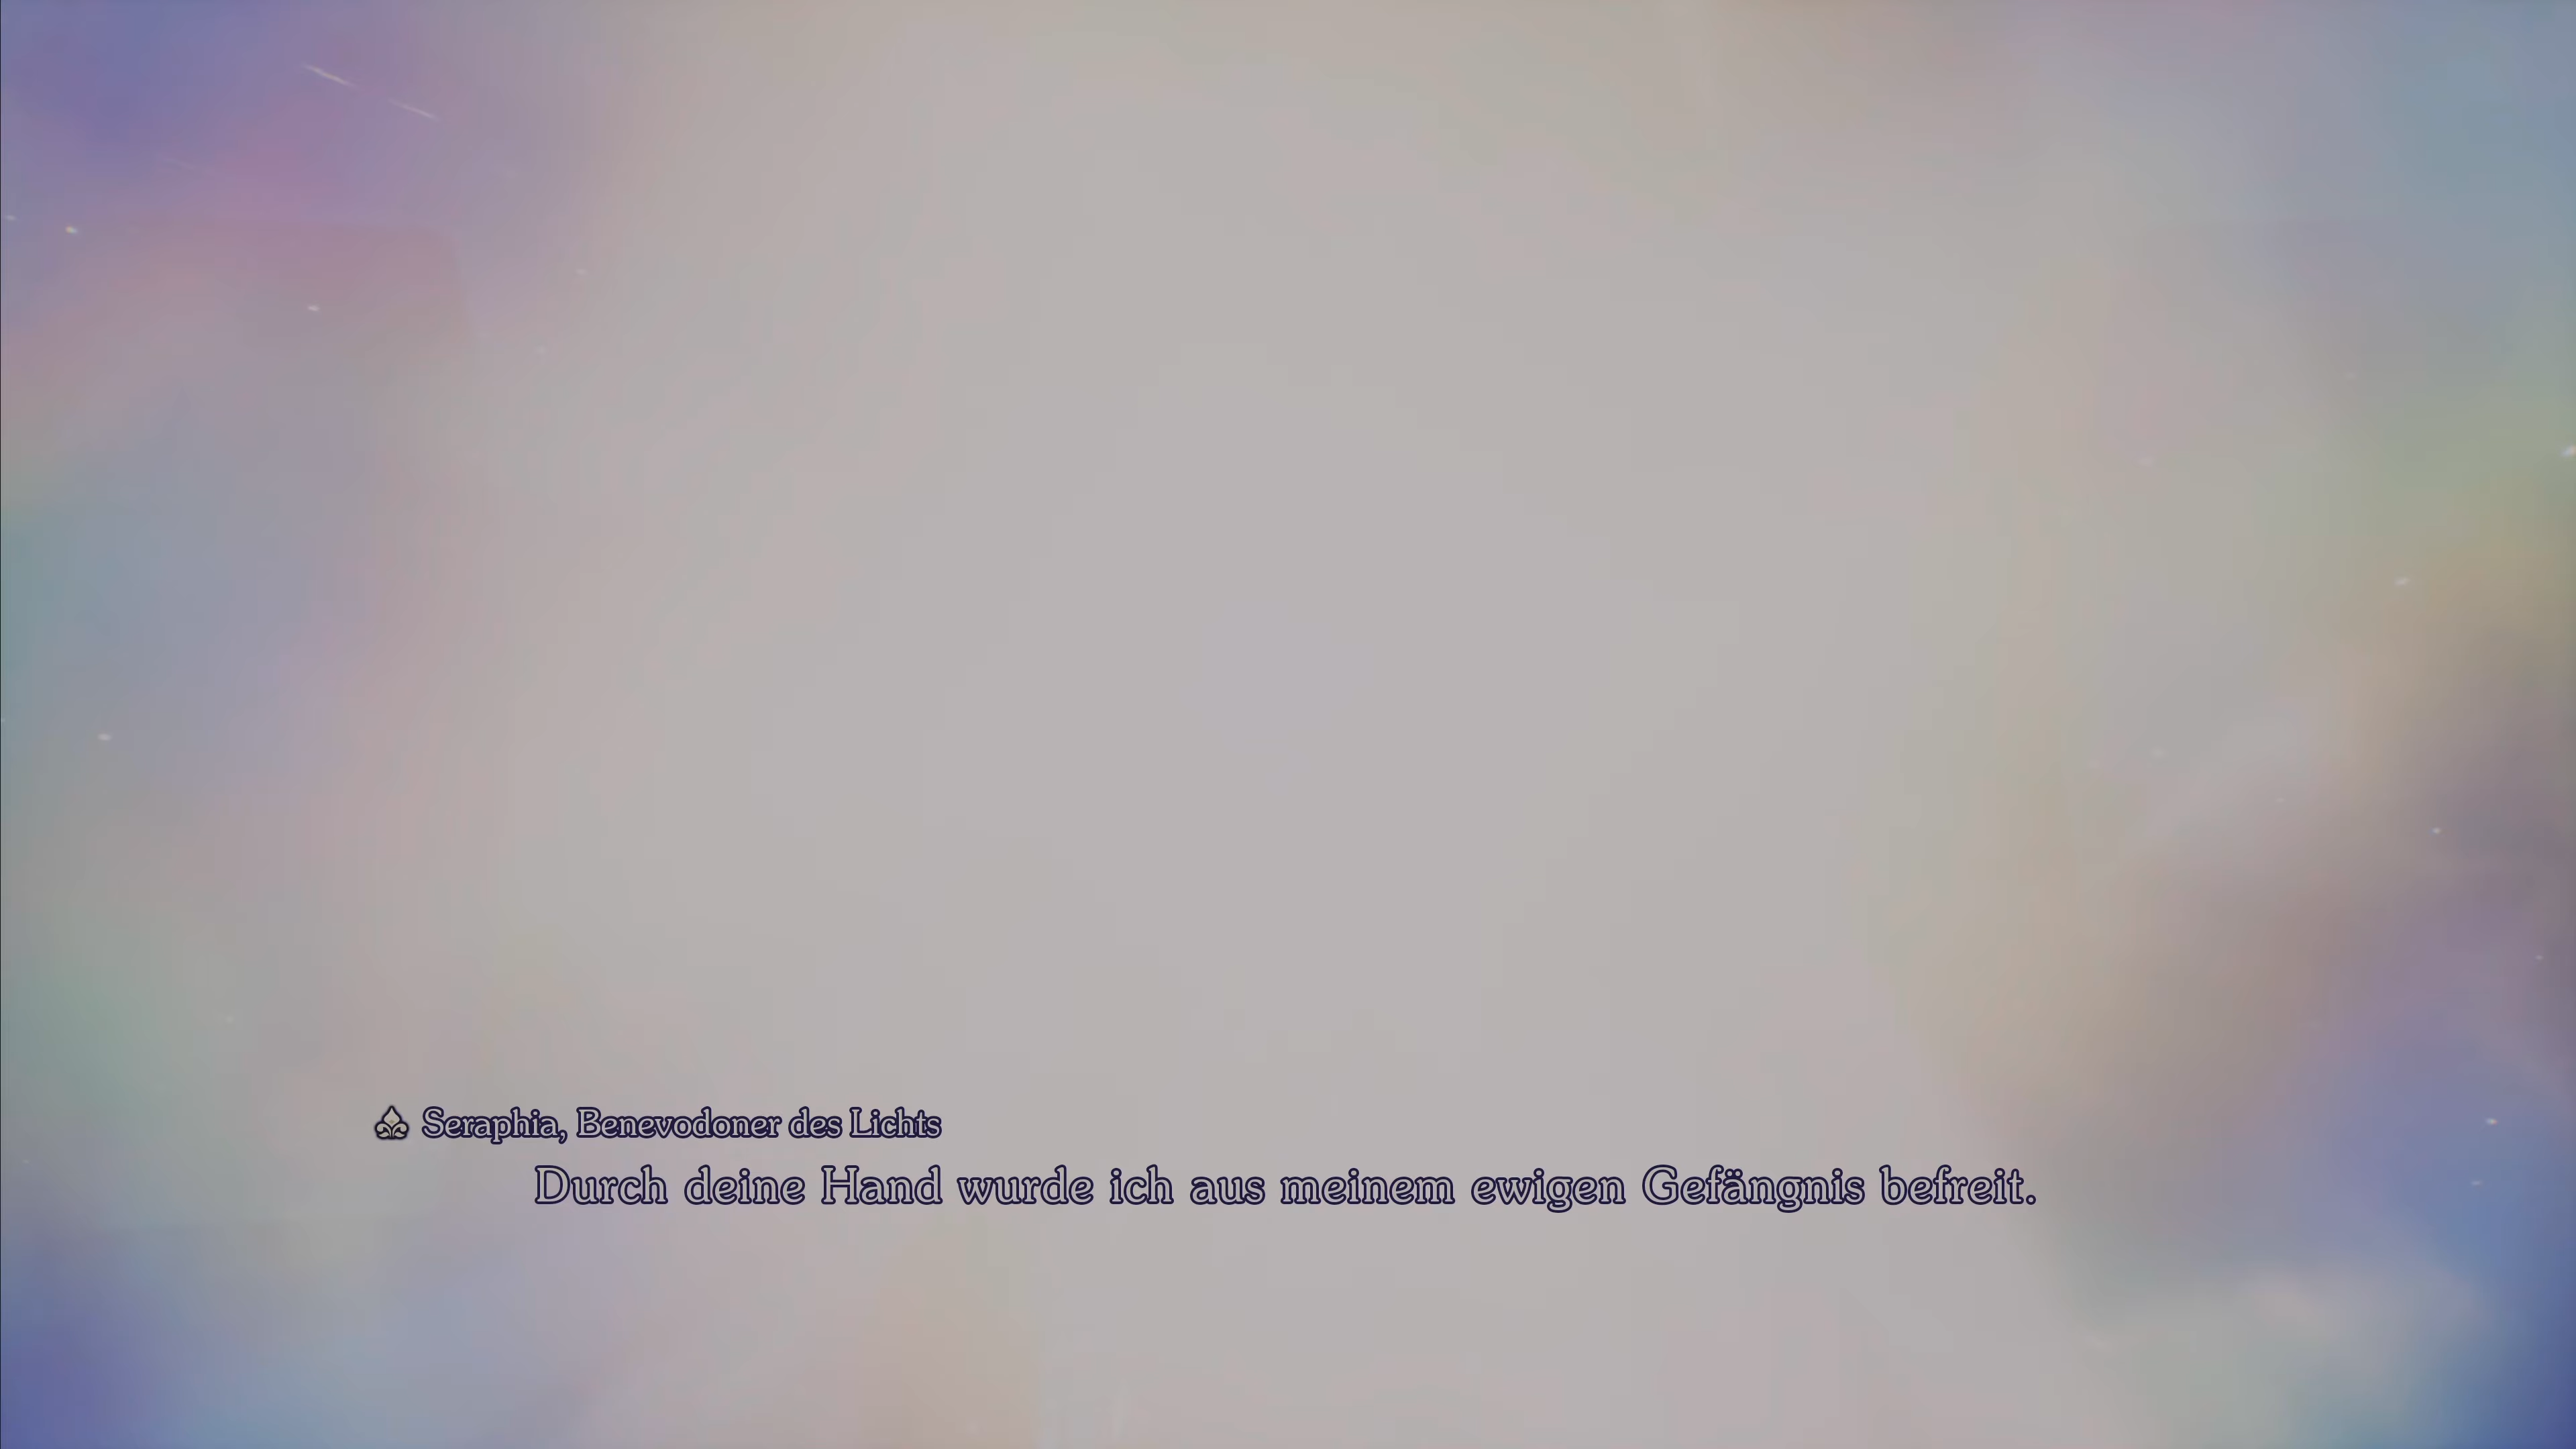 Seraphia, Benevodoner des Lichts
Durch deine Hand wurde ich aus meinem ewigen Gefängnis befreit.